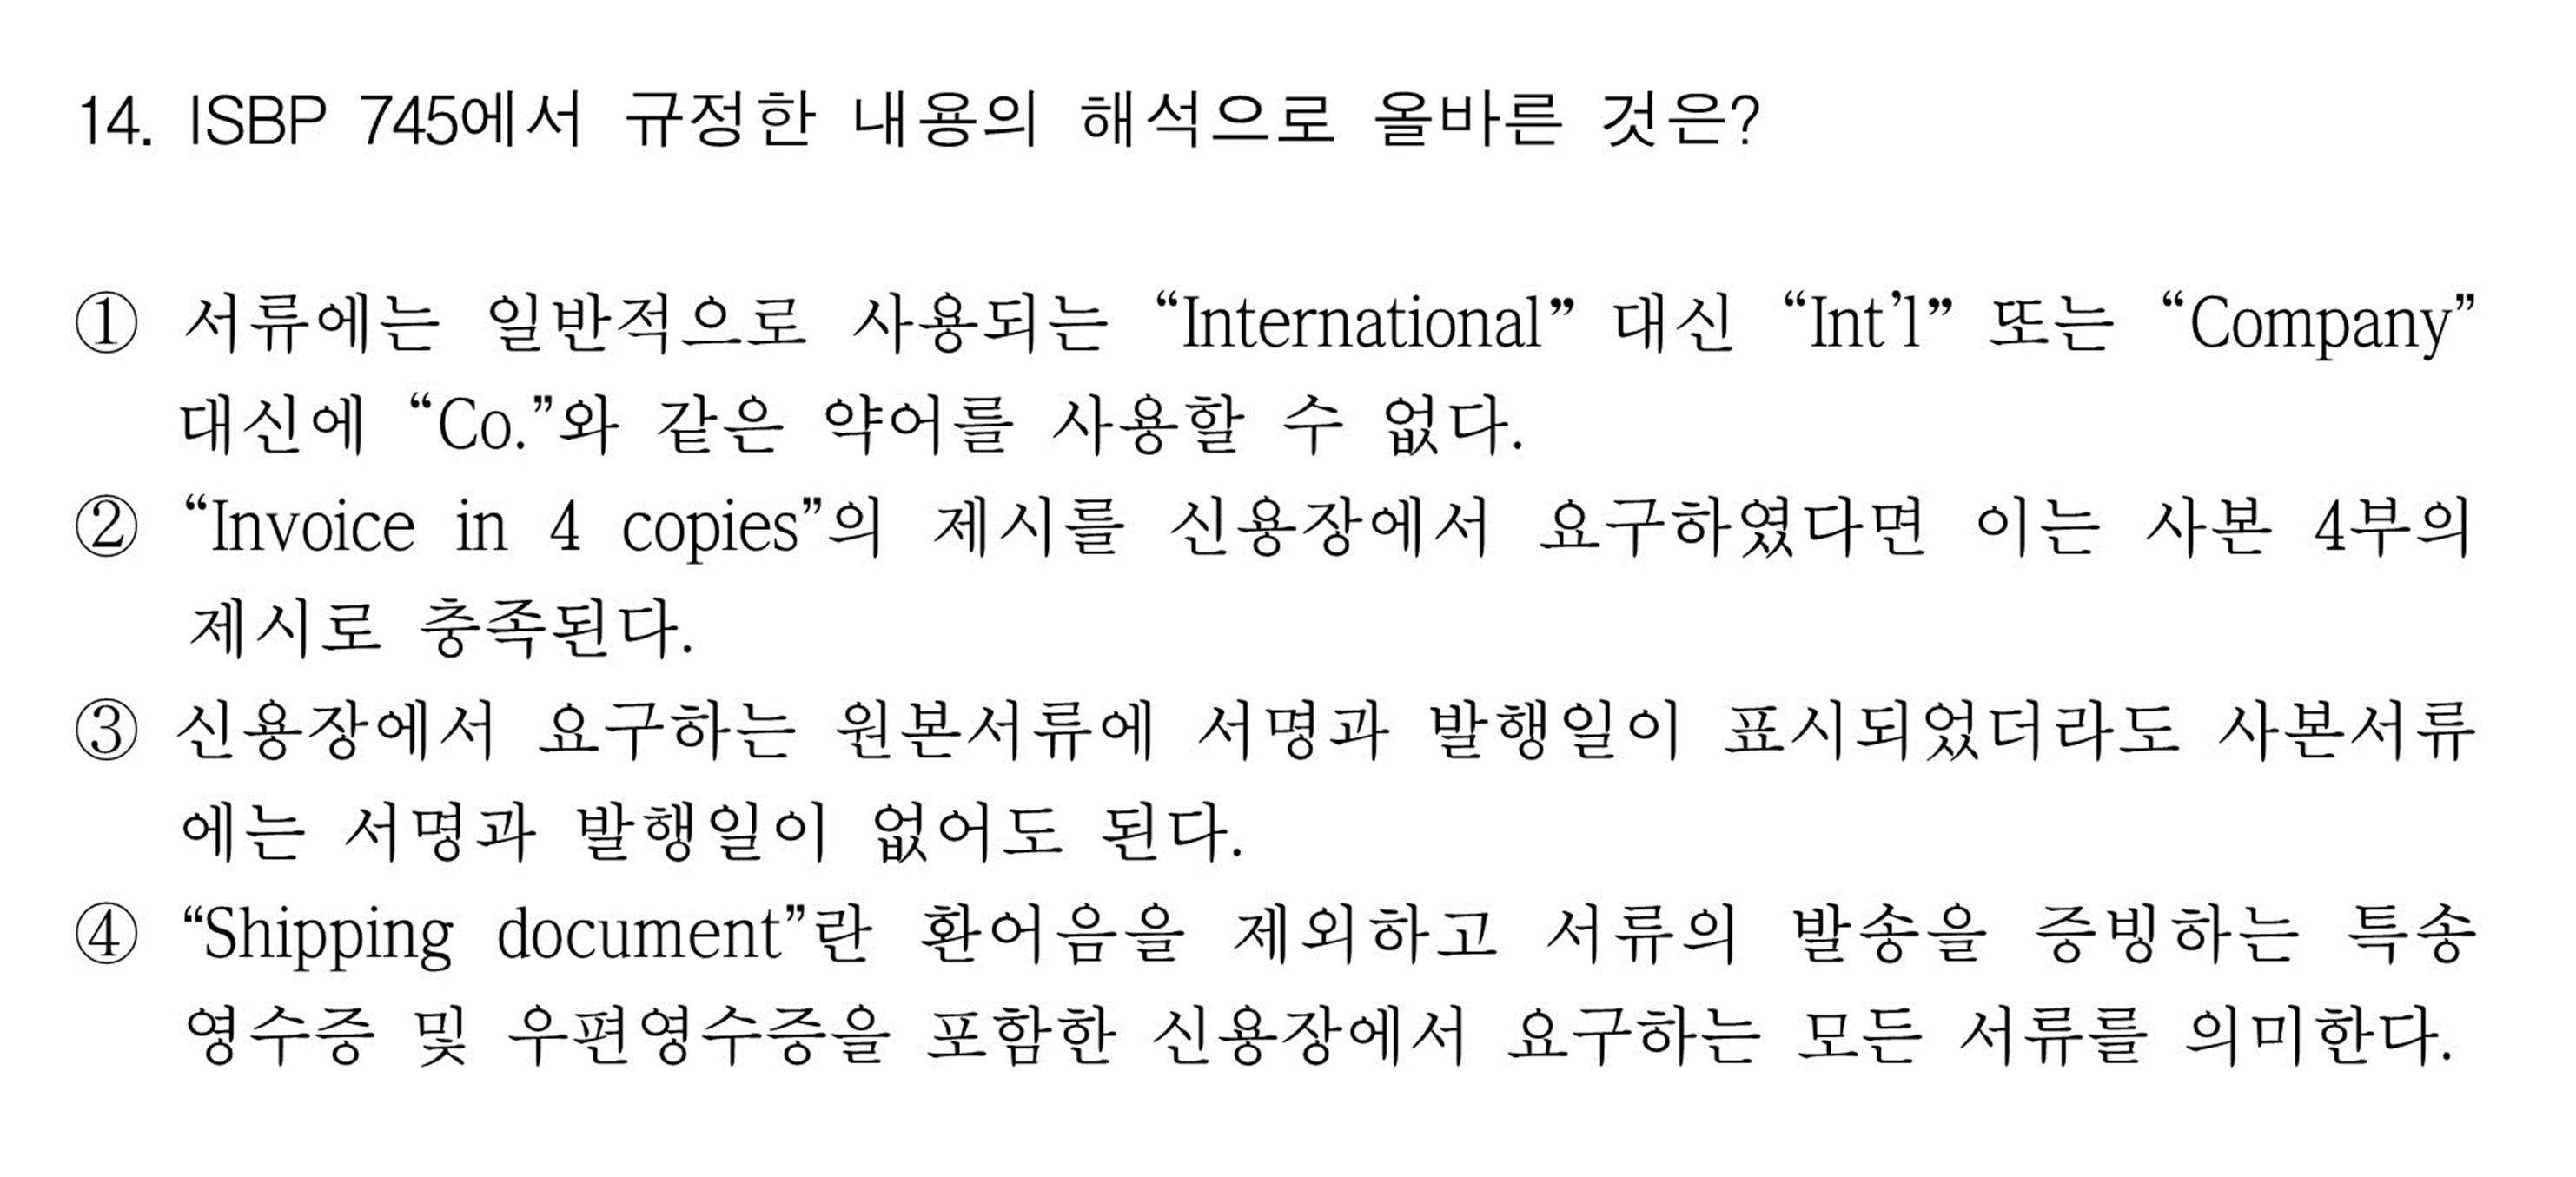 14. ISBP 745에서 규정한 내용의 해석으로 올바른 것은?
① 서류에는 일반적으로 사용되는 “International” 대신 “Int’l” 또는 “Company”
대신에 “Co.”와 같은 약어를 사용할 수 없다.
② “Invoice in 4 copies”의 제시를 신용장에서 요구하였다면 이는 사본 4부의
제시로 충족된다.
③ 신용장에서 요구하는 원본서류에 서명과 발행일이 표시되었더라도 사본서류
에는 서명과 발행일이 없어도 된다.
④ “Shipping document”란 환어음을 제외하고 서류의 발송을 증빙하는 특송
영수증 및 우편영수증을 포함한 신용장에서 요구하는 모든 서류를 의미한다.